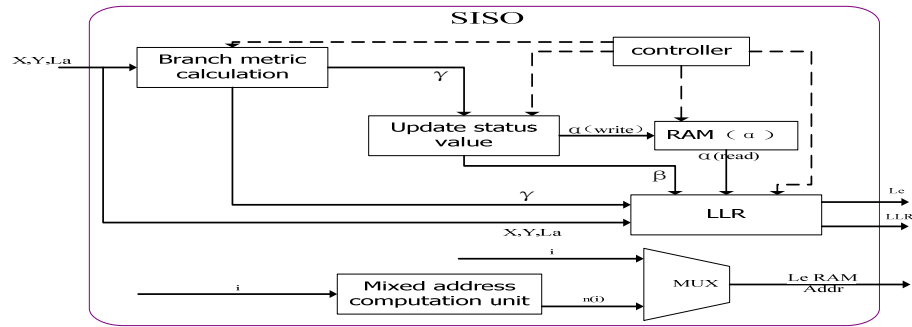 SISO
controller
X,Y,La
Branch metric
calculation
γ
Update status
value
α(write)
RAM ( α )
α(read)
β
Le
γ
LLR
LLR
X,Y,La
i
MUX
Le RAM
Addr
i
Mixed address
computation unit
n(i)